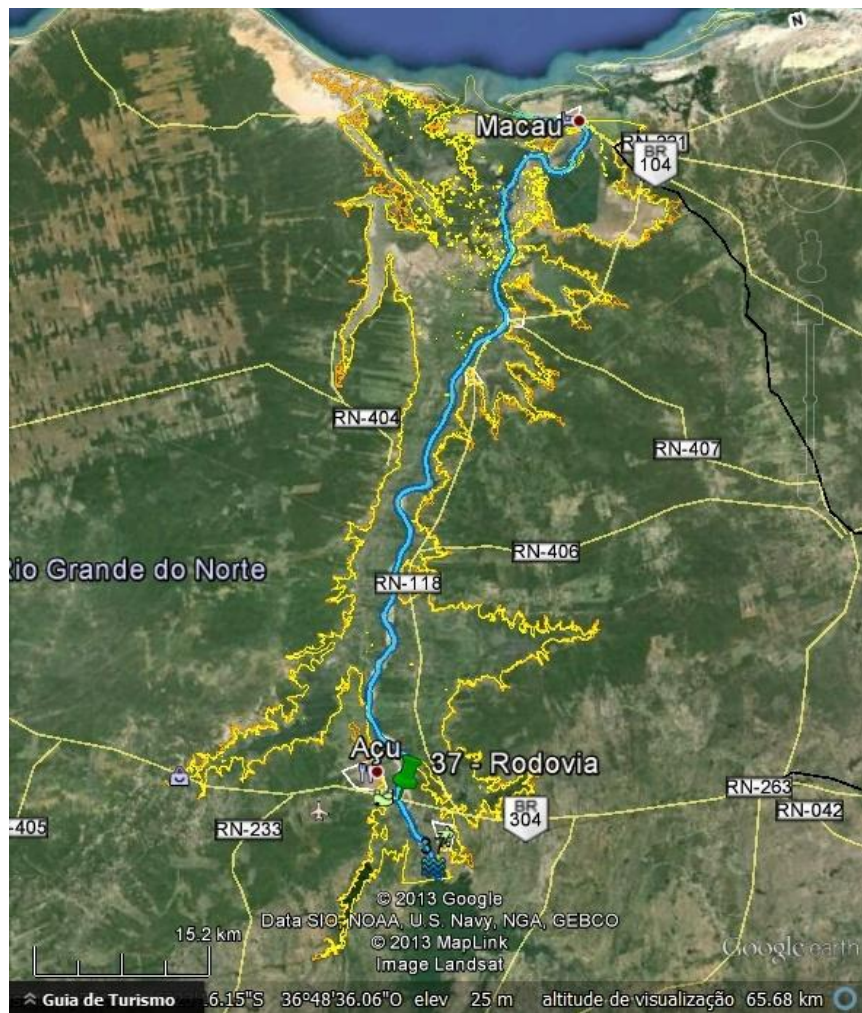 N
Macau
RN-221
BR
104
RN-404
RN-407
Rio Grande do Norte
RN-406
RN-118
Açu
37 - Rodovia
RN-263
RN-042
BR
304
-405
RN-233
37
© 2013 Google
Data SIO, NOAA, U.S. Navy, NGA, GEBCO
© 2013 MapLink
Image Landsat
15.2 km
Google earth
Guia de Turismo 16.15"S 36°48'36.06"O elev 25 m altitude de visualização 65.68 km